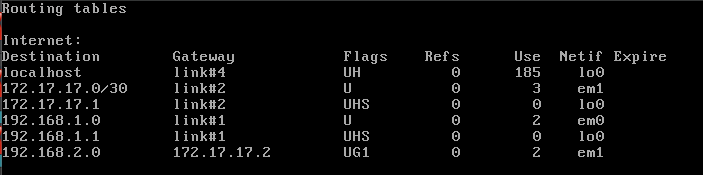 Routing tables

Internet:
Destination        Gateway            Flags    Refs      Use  Netif Expire
localhost          link#4             UH          0      185    lo0
172.17.17.0/30     link#2             U           0        3    em1
172.17.17.1        link#2             UHS         0        0    lo0
192.168.1.0        link#1             U           0        2    em0
192.168.1.1        link#1             UHS         0        0    lo0
192.168.2.0        172.17.17.2        UG1         0        2    em1